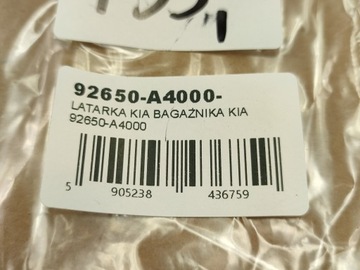 92650-A4000-
LATARKA KIA BAGAŻNIKA KIA
92650-A4000
5 905238 436759